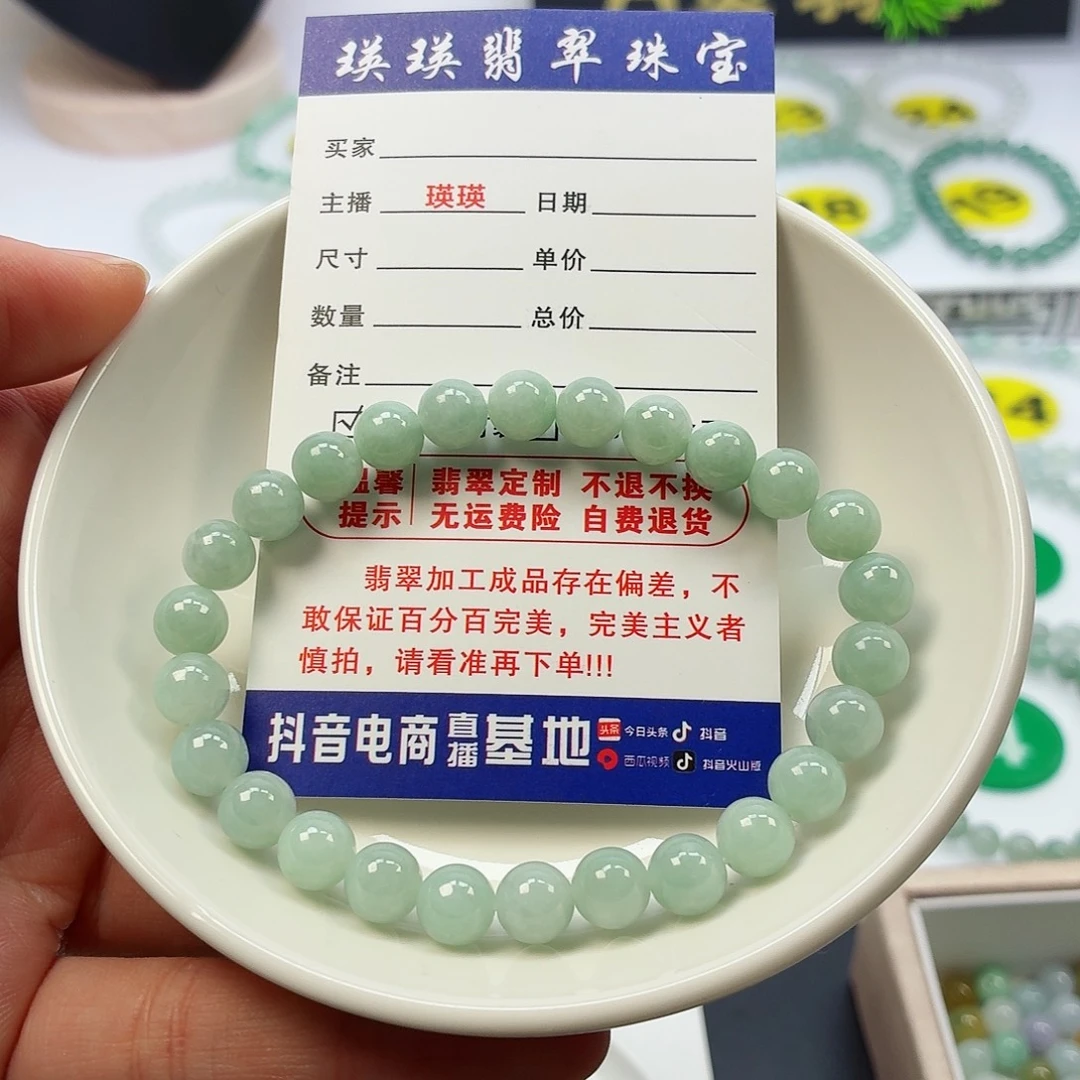 瑛瑛翡翠珠宝
买家
主播 瑛瑛 日期
尺寸 单价
数量 总价
备注
温馨 翡翠定制 不退不换
提示 无运费险 自费退货
翡翠加工成品存在偏差，不
敢保证百分百完美，完美主义者
慎拍，请看准再下单!!!
抖音电商直播基地 头条 今日头条 抖音
西瓜视频 抖音火山版
18
19